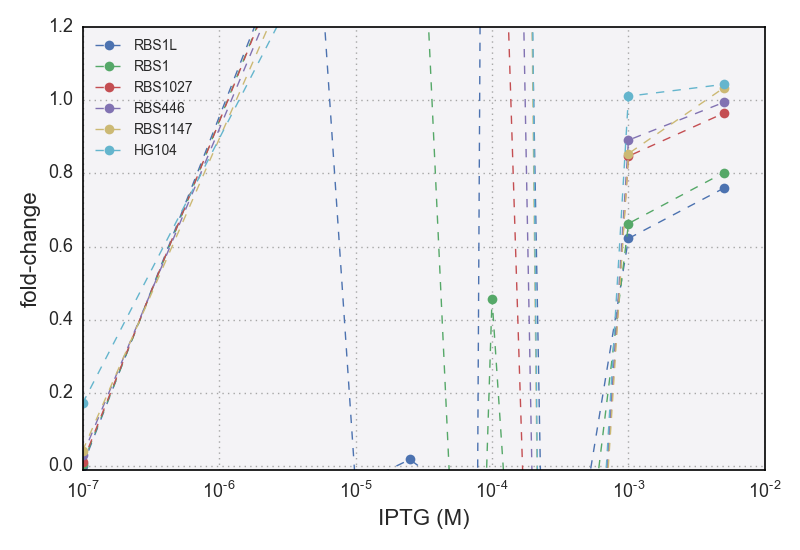 1.2
1.0
0.8
0.6
0.4
0.2
0.0
fold-change
RBS1L
RBS1
RBS1027
RBS446
RBS1147
HG104
10⁻⁷ 10⁻⁶ 10⁻⁵ 10⁻⁴ 10⁻³ 10⁻²
IPTG (M)